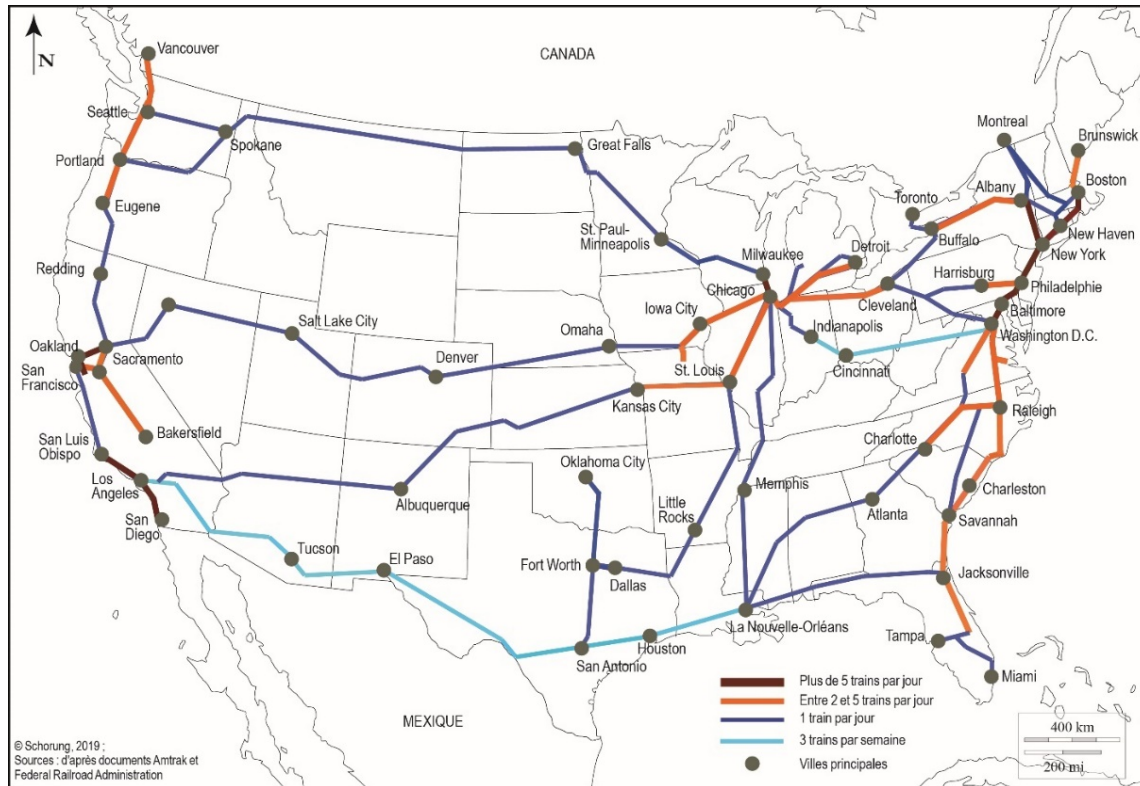 N
CANADA
Vancouver
Seattle
Spokane
Portland
Eugene
Redding
Great Falls
St. Paul-
Minneapolis
Milwaukee
Chicago
Detroit
Toronto
Buffalo
Albany
Montreal
Brunswick
Boston
New Haven
New York
Harrisburg
Philadelphie
Cleveland
Baltimore
Washington D.C.
Indianapolis
Cincinnati
Iowa City
Omaha
Salt Lake City
Denver
Oakland
Sacramento
San
Francisco
Bakersfield
St. Louis
Kansas City
Raleigh
Charlotte
San Luis
Obispo
Los
Angeles
San
Diego
Albuquerque
Oklahoma City
Memphis
Little
Rocks
Atlanta
Charleston
Savannah
Tucson
El Paso
Fort Worth
Dallas
Jacksonville
La Nouvelle-Orléans
Houston
San Antonio
Tampa
Miami
MEXIQUE
Plus de 5 trains par jour
Entre 2 et 5 trains par jour
1 train par jour
3 trains par semaine
Villes principales
400 km
200 mi
© Schorung, 2019 ;
Sources : d'après documents Amtrak et
Federal Railroad Administration